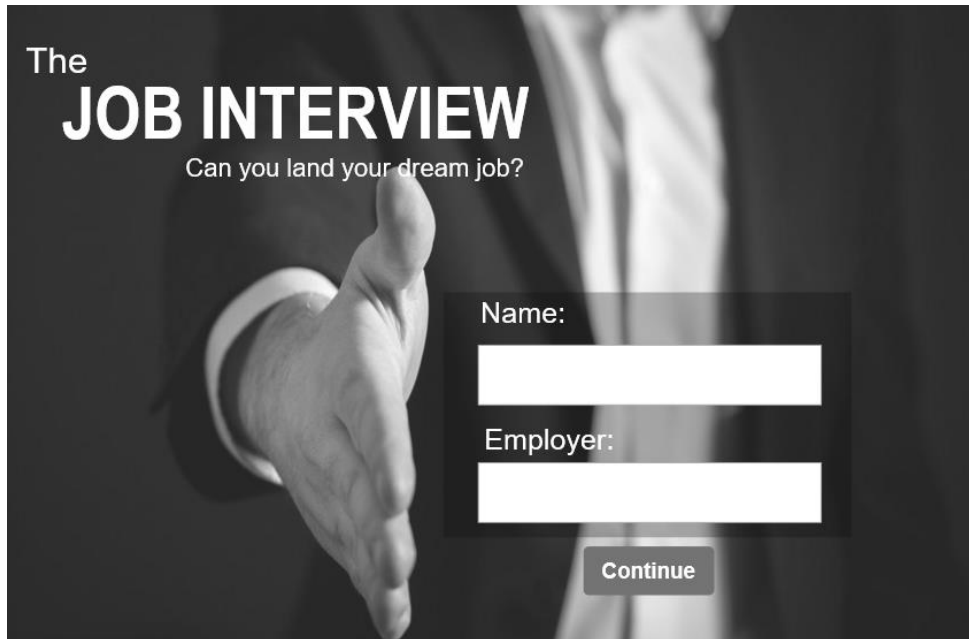 The
JOB INTERVIEW
Can you land your dream job?
Name:
Employer:
Continue